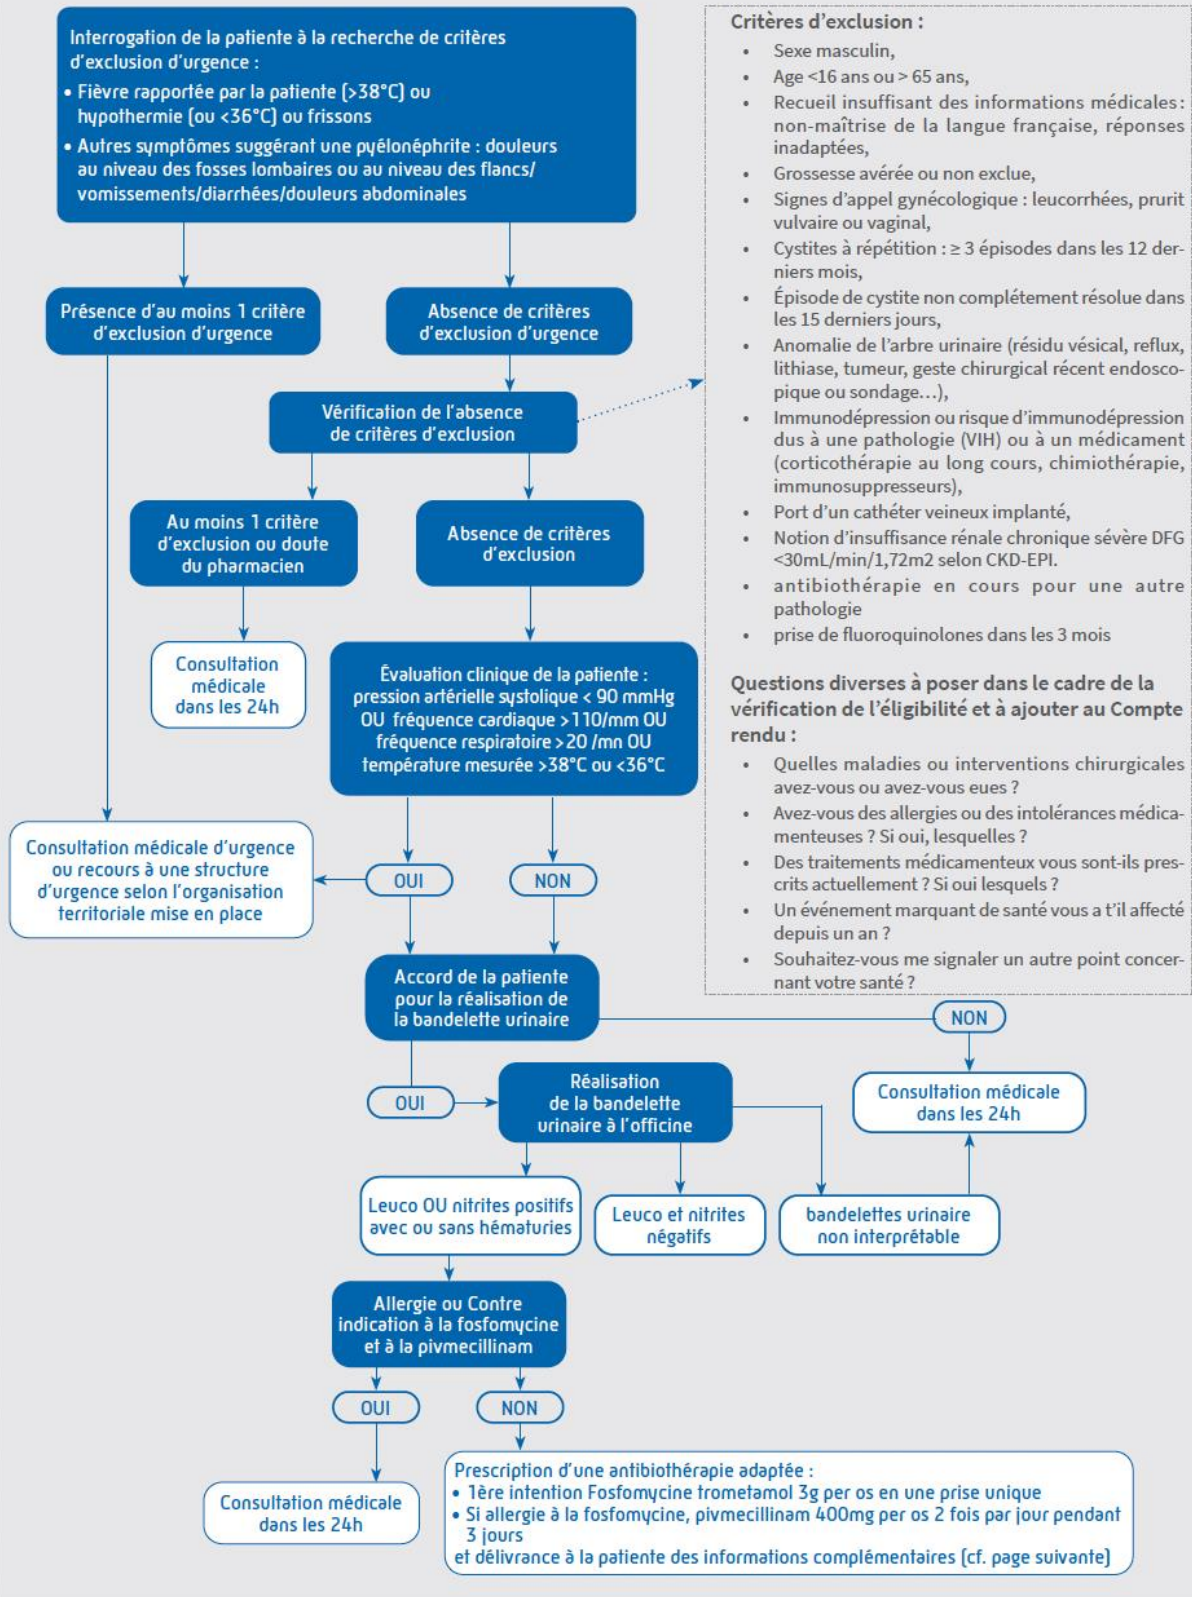 Interrogation de la patiente à la recherche de critères
d'exclusion d'urgence :
• Fièvre rapportée par la patiente (>38°C) ou
hypothermie (ou <36°C) ou frissons
• Autres symptômes suggérant une pyélonéphrite : douleurs
au niveau des fosses lombaires ou au niveau des flancs/
vomissements/diarrhées/douleurs abdominales
Présence d'au moins 1 critère
d'exclusion d'urgence
Absence de critères
d'exclusion d'urgence
Vérification de l'absence
de critères d'exclusion
Au moins 1 critère
d'exclusion ou doute
du pharmacien
Absence de critères
d'exclusion
Consultation
médicale
dans les 24h
Évaluation clinique de la patiente :
pression artérielle systolique < 90 mmHg
OU fréquence cardiaque >110/mm OU
fréquence respiratoire >20 /mn OU
température mesurée >38°C ou <36°C
Consultation médicale d'urgence
ou recours à une structure
d'urgence selon l'organisation
territoriale mise en place
OUI
NON
Accord de la patiente
pour la réalisation de
la bandelette urinaire
NON
OUI
Réalisation
de la bandelette
urinaire à l'officine
Consultation médicale
dans les 24h
Leuco OU nitrites positifs
avec ou sans hématuries
Leuco et nitrites
négatifs
bandelettes urinaire
non interprétable
Allergie ou Contre
indication à la fosfomycine
et à la pivmecillinam
OUI
NON
Consultation médicale
dans les 24h
Prescription d'une antibiothérapie adaptée :
• 1ère intention Fosfomycine trometamol 3g per os en une prise unique
• Si allergie à la fosfomycine, pivmecillinam 400mg per os 2 fois par jour pendant
3 jours
et délivrance à la patiente des informations complémentaires (cf. page suivante)
Critères d'exclusion :
• Sexe masculin,
• Age <16 ans ou > 65 ans,
• Recueil insuffisant des informations médicales :
non-maîtrise de la langue française, réponses
inadaptées,
• Grossesse avérée ou non exclue,
• Signes d'appel gynécologique : leucorrhées, prurit
vulvaire ou vaginal,
• Cystites à répétition : ≥ 3 épisodes dans les 12 der-
niers mois,
• Épisode de cystite non complétement résolue dans
les 15 derniers jours,
• Anomalie de l'arbre urinaire (résidu vésical, reflux,
lithiase, tumeur, geste chirurgical récent endosco-
pique ou sondage…),
• Immunodépression ou risque d'immunodépression
dus à une pathologie (VIH) ou à un médicament
(corticothérapie au long cours, chimiothérapie,
immunosuppresseurs),
• Port d'un cathéter veineux implanté,
• Notion d'insuffisance rénale chronique sévère DFG
<30mL/min/1,72m2 selon CKD-EPI.
• antibiothérapie en cours pour une autre
pathologie
• prise de fluoroquinolones dans les 3 mois
Questions diverses à poser dans le cadre de la
vérification de l'éligibilité et à ajouter au Compte
rendu :
• Quelles maladies ou interventions chirurgicales
avez-vous ou avez-vous eues ?
• Avez-vous des allergies ou des intolérances médica-
menteuses ? Si oui, lesquelles ?
• Des traitements médicamenteux vous sont-ils pres-
crits actuellement ? Si oui lesquels ?
• Un événement marquant de santé vous a t'il affecté
depuis un an ?
• Souhaitez-vous me signaler un autre point concer-
nant votre santé ?